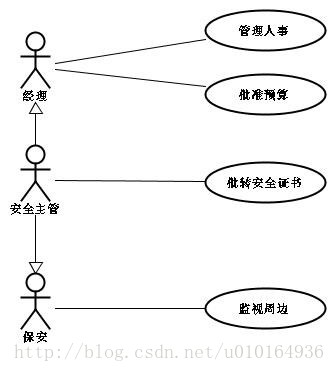 管理人事
经理
批准预算
安全主管
批转安全证书
保安
监视周边
http://blog.csdn.net/u010164936